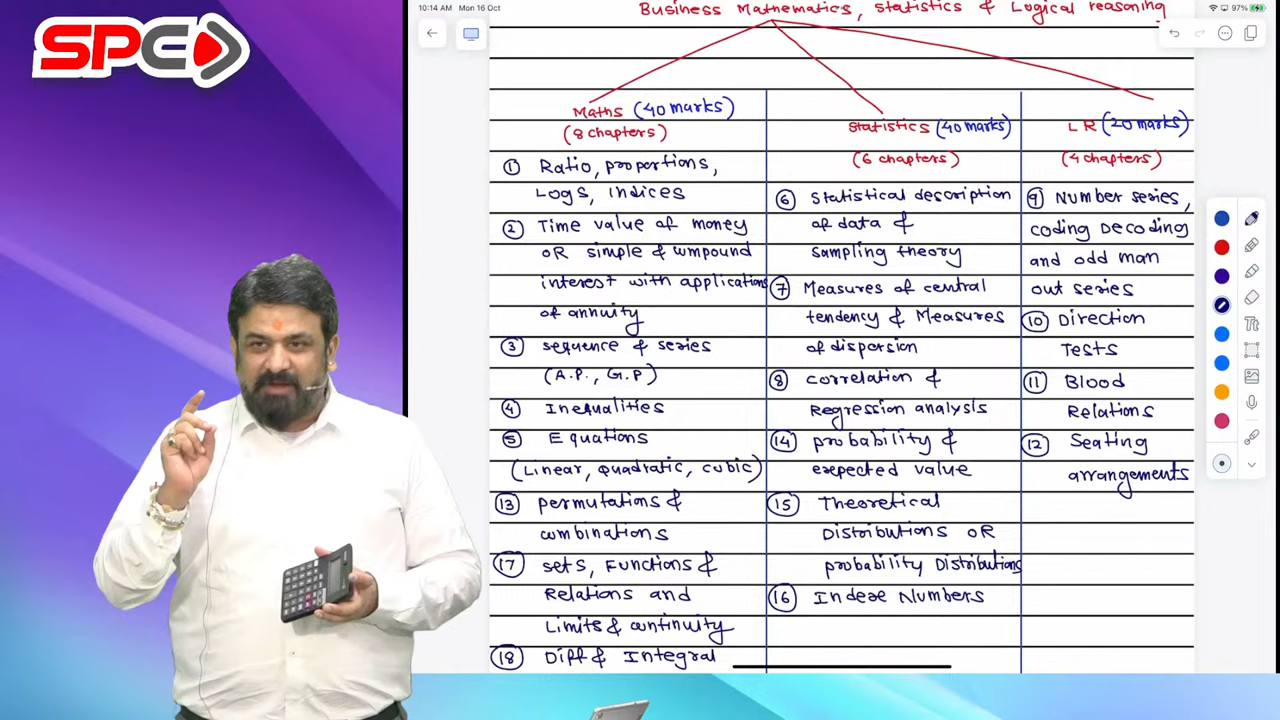 10:14 AM Mon 16 Oct
97%
SPC
Business Mathematics, statistics & Logical reasoning
Maths (40 marks)
(8 chapters)
① Ratio, proportions,
Logs, indices
② Time value of money
OR simple & compound
interest with applications
of annuity
③ sequence & series
(A.P., G.P)
④ Inequalities
⑤ Equations
(Linear, quadratic, cubic)
⑬ permutations &
combinations
⑰ sets, Functions &
Relations and
Limits & continuity
⑱ Diff & Integral
Statistics (40 marks)
(6 chapters)
⑥ Statistical description
of data &
sampling theory
⑦ Measures of central
tendency & Measures
of dispersion
⑧ correlation &
Regression analysis
⑭ probability &
expected value
⑮ Theoretical
Distributions OR
probability Distributions
⑯ Index Numbers
LR (20 marks)
(4 chapters)
⑨ Number series,
coding Decoding
and odd man
out series
⑩ Direction
Tests
⑪ Blood
Relations
⑫ Seating
arrangements
Tt